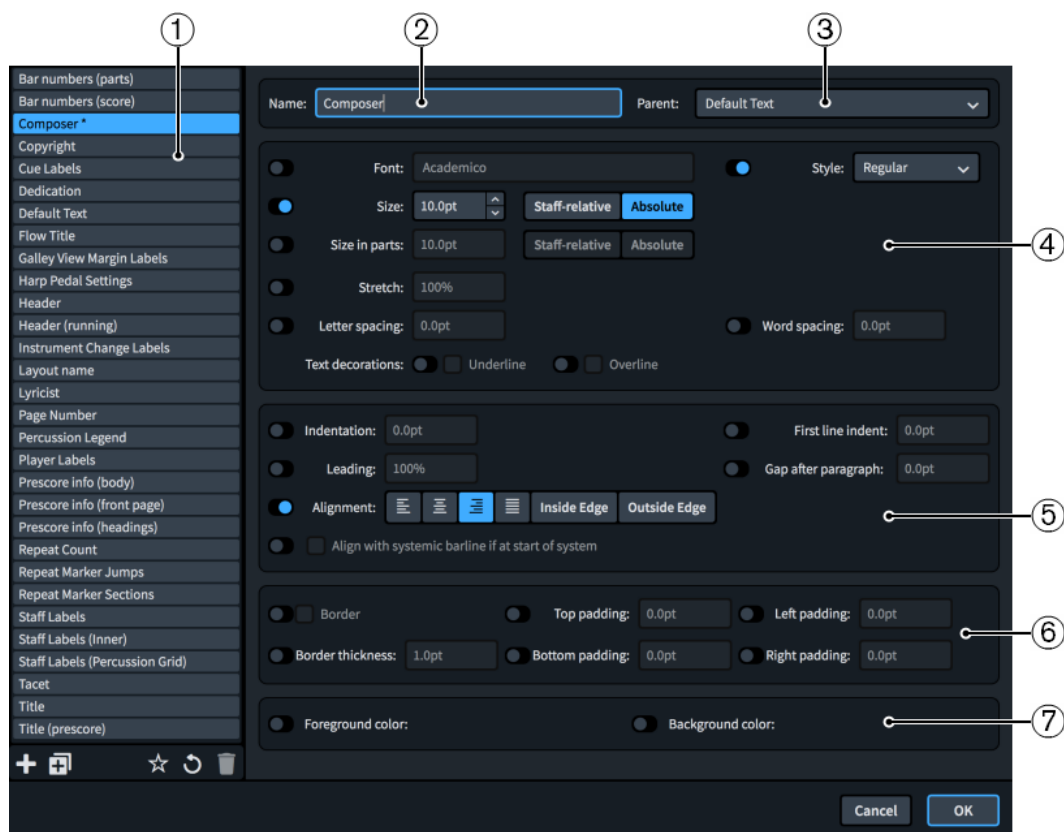 ① ② ③
Bar numbers (parts)
Bar numbers (score)
Composer *
Copyright
Cue Labels
Dedication
Default Text
Flow Title
Galley View Margin Labels
Harp Pedal Settings
Header
Header (running)
Instrument Change Labels
Layout name
Lyricist
Page Number
Percussion Legend
Player Labels
Prescore info (body)
Prescore info (front page)
Prescore info (headings)
Repeat Count
Repeat Marker Jumps
Repeat Marker Sections
Staff Labels
Staff Labels (Inner)
Staff Labels (Percussion Grid)
Tacet
Title
Title (prescore)
Name: Composer Parent: Default Text
Font: Academico Style: Regular
Size: 10.0pt Staff-relative Absolute
Size in parts: 10.0pt Staff-relative Absolute
④
Stretch: 100%
Letter spacing: 0.0pt Word spacing: 0.0pt
Text decorations: Underline Overline
Indentation: 0.0pt First line indent: 0.0pt
Leading: 100% Gap after paragraph: 0.0pt
Alignment: Inside Edge Outside Edge
⑤
Align with systemic barline if at start of system
Border Top padding: 0.0pt Left padding: 0.0pt
⑥
Border thickness: 1.0pt Bottom padding: 0.0pt Right padding: 0.0pt
Foreground color: Background color:
⑦
Cancel OK